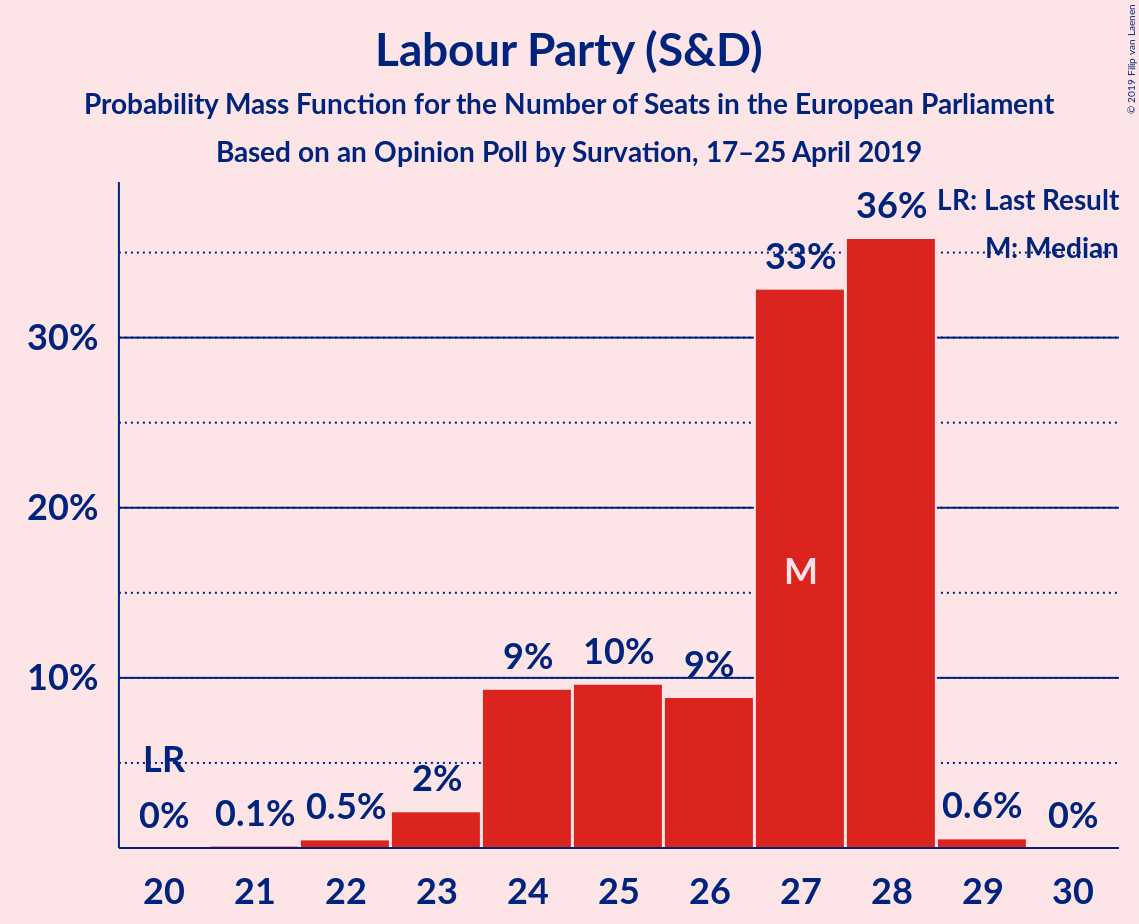 Labour Party (S&D)
Probability Mass Function for the Number of Seats in the European Parliament
Based on an Opinion Poll by Survation, 17–25 April 2019
© 2019 Filip van Laenen
LR: Last Result
M: Median
30%
20%
10%
LR
0%
0.1%
0.5%
2%
9%
10%
9%
33%
36%
0.6%
0%
M
20 21 22 23 24 25 26 27 28 29 30